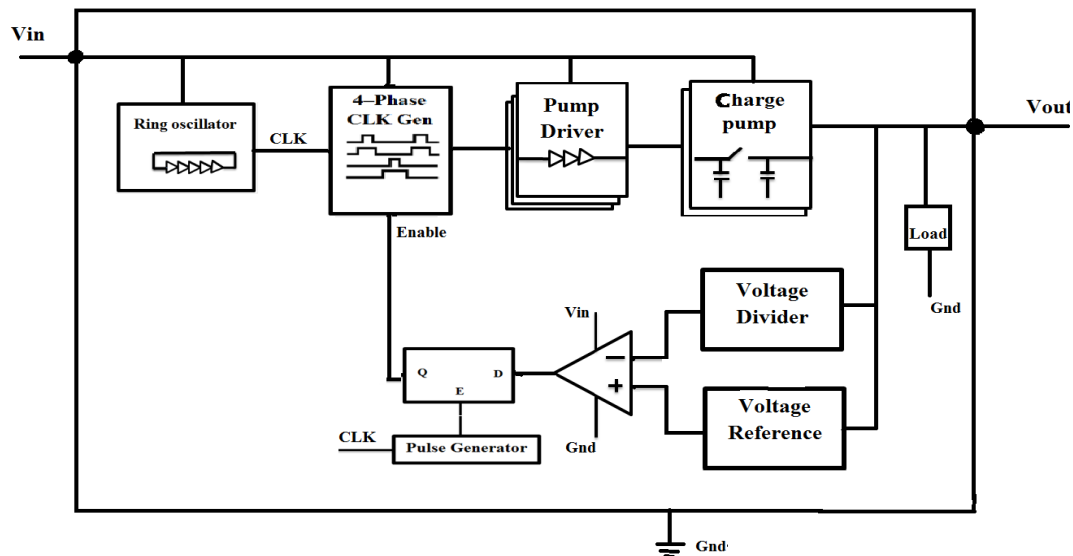 Vin
Vout
Ring oscillator
CLK
4–Phase
CLK Gen
Pump
Driver
Charge
pump
Enable
Load
Gnd
Voltage
Divider
Vin
Q
D
E
Voltage
Reference
Gnd
CLK
Pulse Generator
Gnd